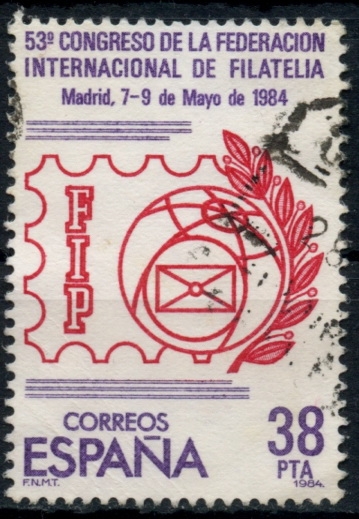 53º CONGRESO DE LA FEDERACION
INTERNACIONAL DE FILATELIA
Madrid, 7-9 de Mayo de 1984
FIP
CORREOS
ESPAÑA
38
PTA
F.N.M.T.
1984.